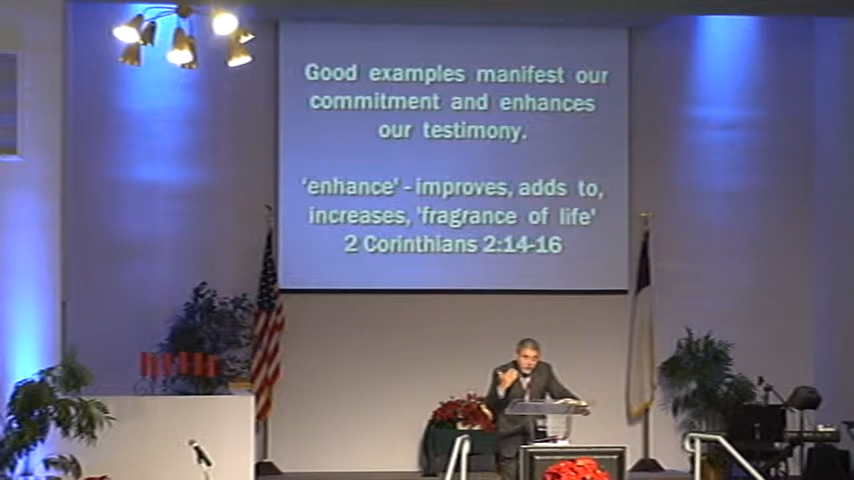 Good examples manifest our
commitment and enhances
our testimony.
'enhance' - improves, adds to,
increases, 'fragrance of life'
2 Corinthians 2:14-16